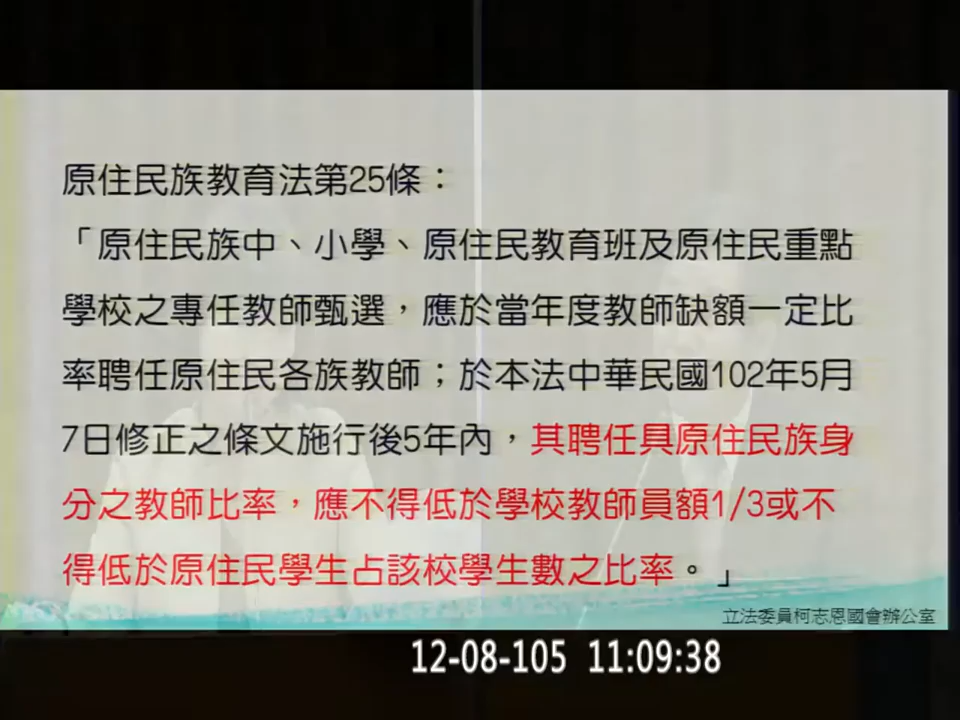 原住民族教育法第25條：
「原住民族中、小學、原住民教育班及原住民重點
學校之專任教師甄選，應於當年度教師缺額一定比
率聘任原住民各族教師；於本法中華民國102年5月
7日修正之條文施行後5年內，其聘任具原住民族身
分之教師比率，應不得低於學校教師員額1/3或不
得低於原住民學生占該校學生數之比率。」
立法委員柯志恩國會辦公室
12-08-105 11:09:38